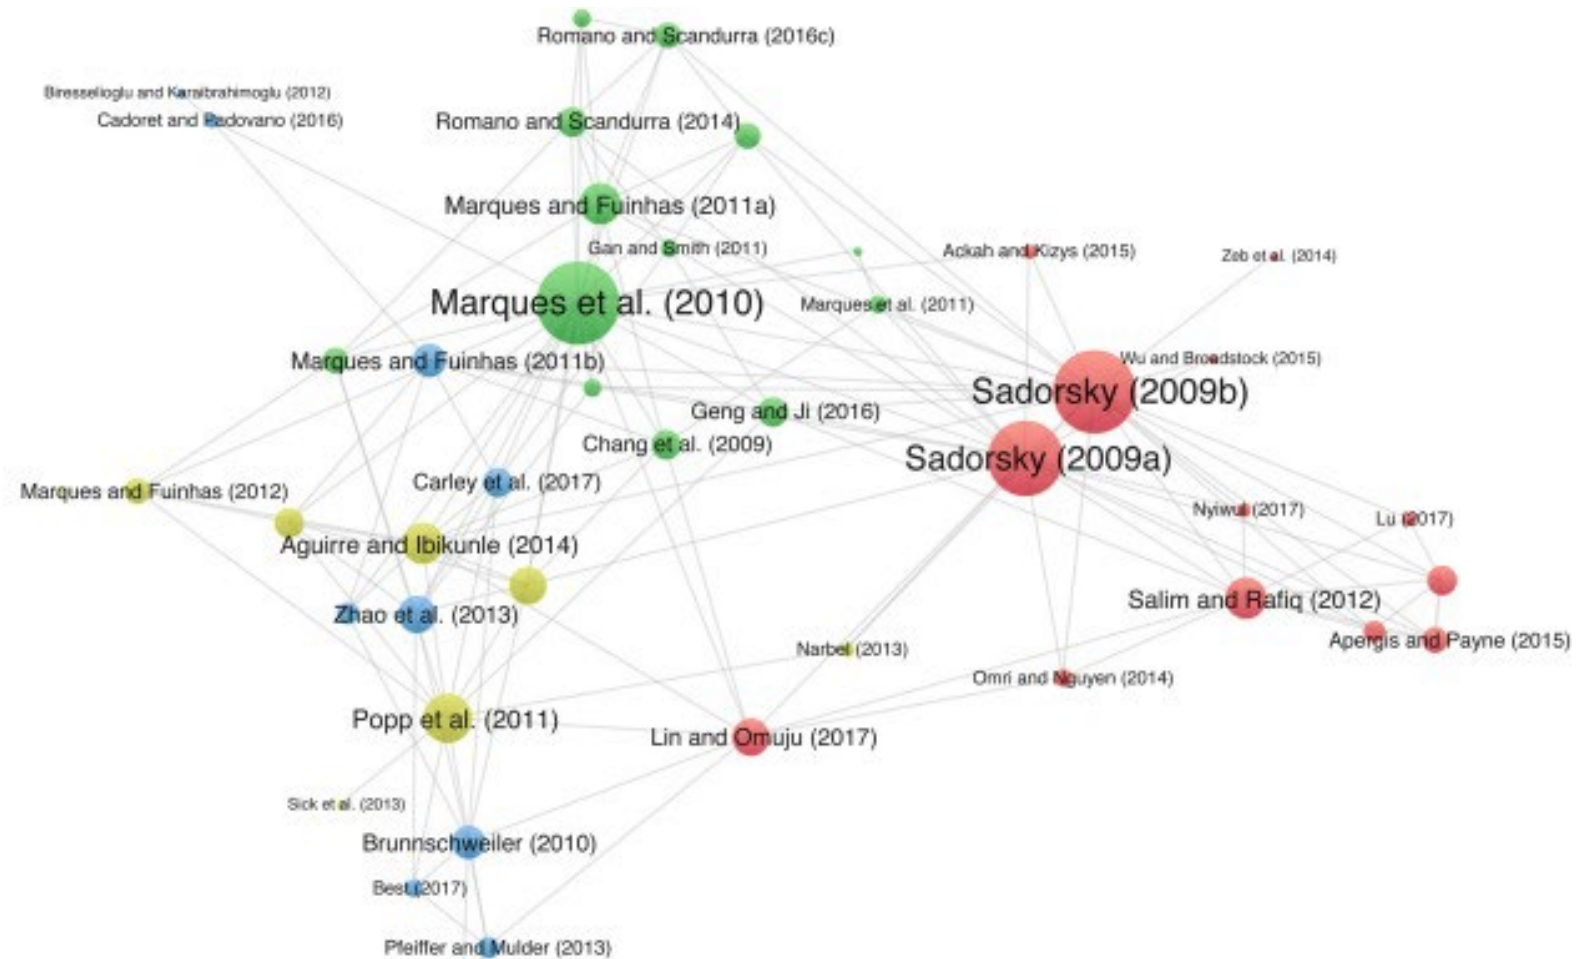 Romano and Scandurra (2016c)
Biresselioglu and Karaibrahimoglu (2012)
Cadoret and Padovano (2016)
Romano and Scandurra (2014)
Marques and Fuinhas (2011a)
Gan and Smith (2011)
Ackah and Kizys (2015)
Zeb et al. (2014)
Marques et al. (2010)
Marques et al. (2011)
Marques and Fuinhas (2011b)
Wu and Broadstock (2015)
Sadorsky (2009b)
Geng and Ji (2016)
Chang et al. (2009)
Sadorsky (2009a)
Carley et al. (2017)
Marques and Fuinhas (2012)
Nyiwul (2017)
Lu (2017)
Aguirre and Ibikunle (2014)
Salim and Rafiq (2012)
Zhao et al. (2013)
Apergis and Payne (2015)
Narbel (2013)
Omri and Nguyen (2014)
Popp et al. (2011)
Lin and Omuju (2017)
Sick et al. (2013)
Brunnschweiler (2010)
Best (2017)
Pfeiffer and Mulder (2013)